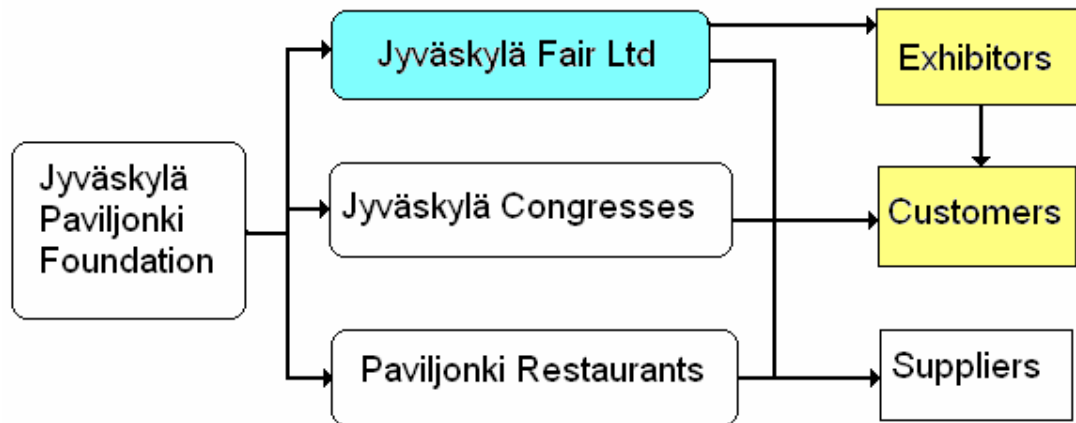 Jyväskylä Fair Ltd
Exhibitors
Jyväskylä
Paviljonki
Foundation
Jyväskylä Congresses
Customers
Paviljonki Restaurants
Suppliers